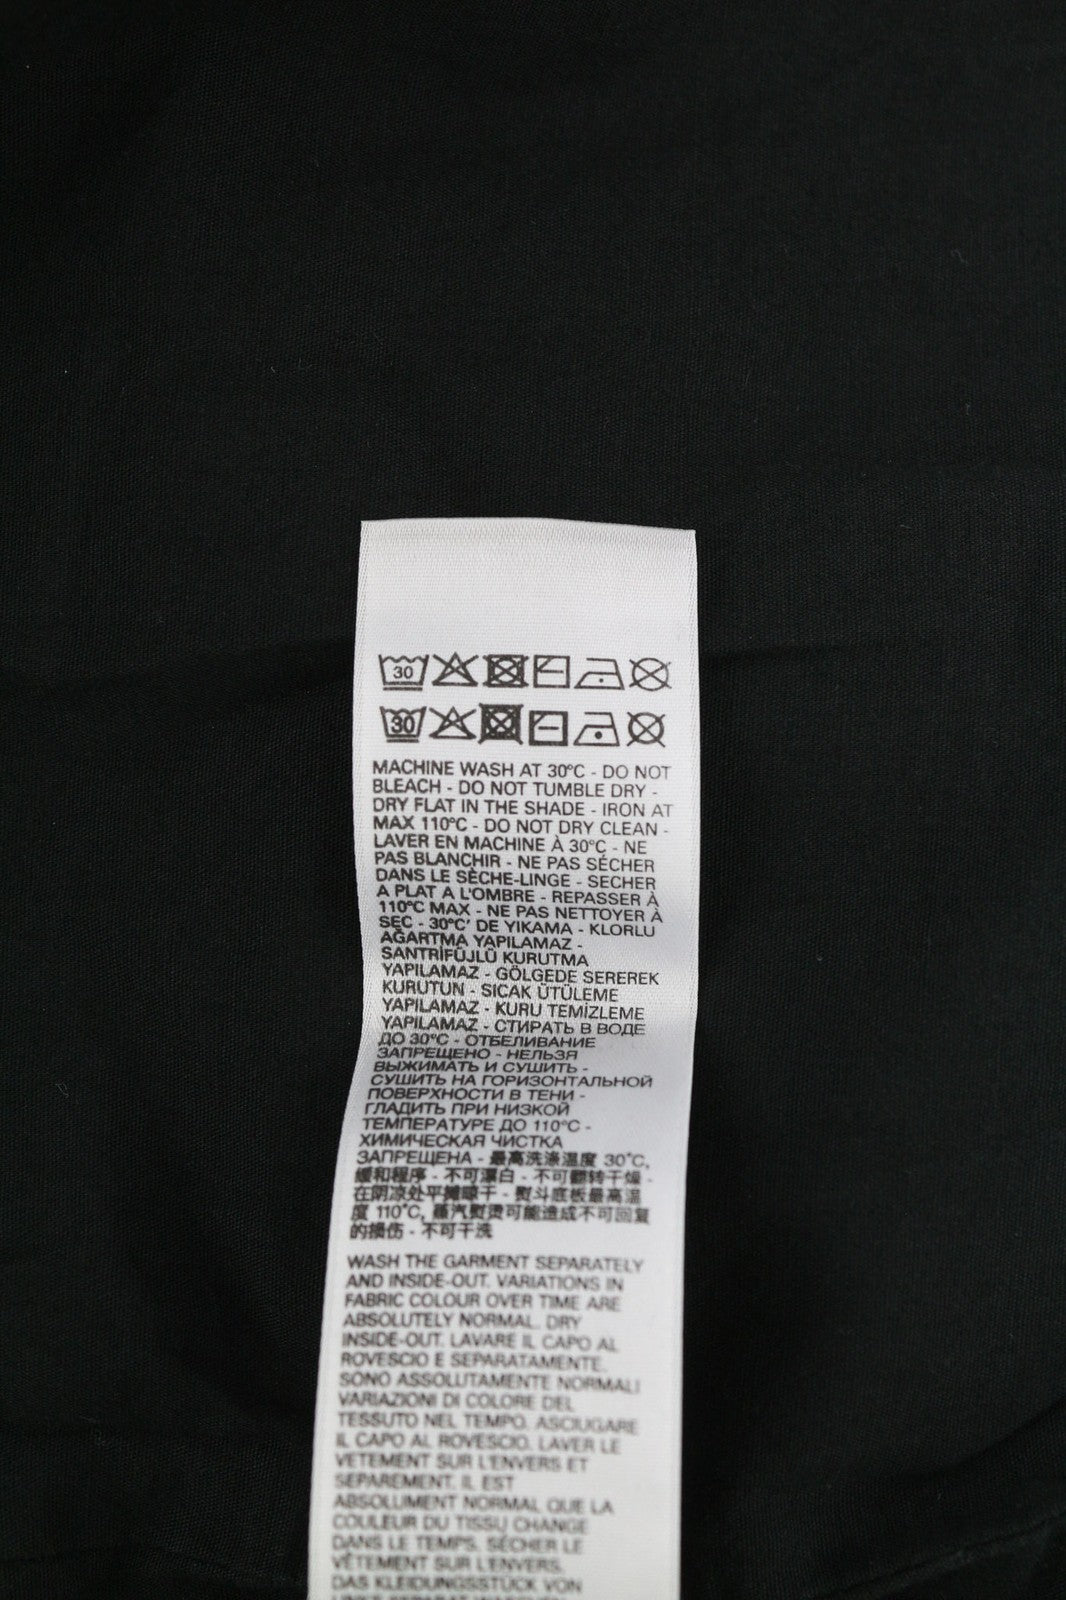 30
30
MACHINE WASH AT 30°C - DO NOT
BLEACH - DO NOT TUMBLE DRY -
DRY FLAT IN THE SHADE - IRON AT
MAX 110°C - DO NOT DRY CLEAN -
LAVER EN MACHINE À 30°C - NE
PAS BLANCHIR - NE PAS SÉCHER
DANS LE SÈCHE-LINGE - SECHER
A PLAT A L'OMBRE - REPASSER À
110°C MAX - NE PAS NETTOYER À
SEC - 30°C' DE YIKAMA - KLORLU
AĞARTMA YAPILAMAZ -
SANTRİFÜJLÜ KURUTMA
YAPILAMAZ - GÖLGEDE SEREREK
KURUTUN - SICAK ÜTÜLEME
YAPILAMAZ - KURU TEMİZLEME
YAPILAMAZ - СТИРАТЬ В ВОДЕ
ДО 30°C - ОТБЕЛИВАНИЕ
ЗАПРЕЩЕНО - НЕЛЬЗЯ
ВЫЖИМАТЬ И СУШИТЬ -
СУШИТЬ НА ГОРИЗОНТАЛЬНОЙ
ПОВЕРХНОСТИ В ТЕНИ -
ГЛАДИТЬ ПРИ НИЗКОЙ
ТЕМПЕРАТУРЕ ДО 110°C -
ХИМИЧЕСКАЯ ЧИСТКА
ЗАПРЕЩЕНА - 最高洗涤温度 30°C,
缓和程序 - 不可漂白 - 不可翻转干燥 -
在阴凉处平摊晾干 - 熨斗底板最高温
度 110°C, 蒸汽熨烫可能造成不可回复
的损伤 - 不可干洗
WASH THE GARMENT SEPARATELY
AND INSIDE-OUT. VARIATIONS IN
FABRIC COLOUR OVER TIME ARE
ABSOLUTELY NORMAL. DRY
INSIDE-OUT. LAVARE IL CAPO AL
ROVESCIO E SEPARATAMENTE.
SONO ASSOLUTAMENTE NORMALI
VARIAZIONI DI COLORE DEL
TESSUTO NEL TEMPO. ASCIUGARE
IL CAPO AL ROVESCIO. LAVER LE
VETEMENT SUR L'ENVERS ET
SEPAREMENT. IL EST
ABSOLUMENT NORMAL QUE LA
COULEUR DU TISSU CHANGE
DANS LE TEMPS. SÉCHER LE
VÊTEMENT SUR L'ENVERS.
DAS KLEIDUNGSSTÜCK VON